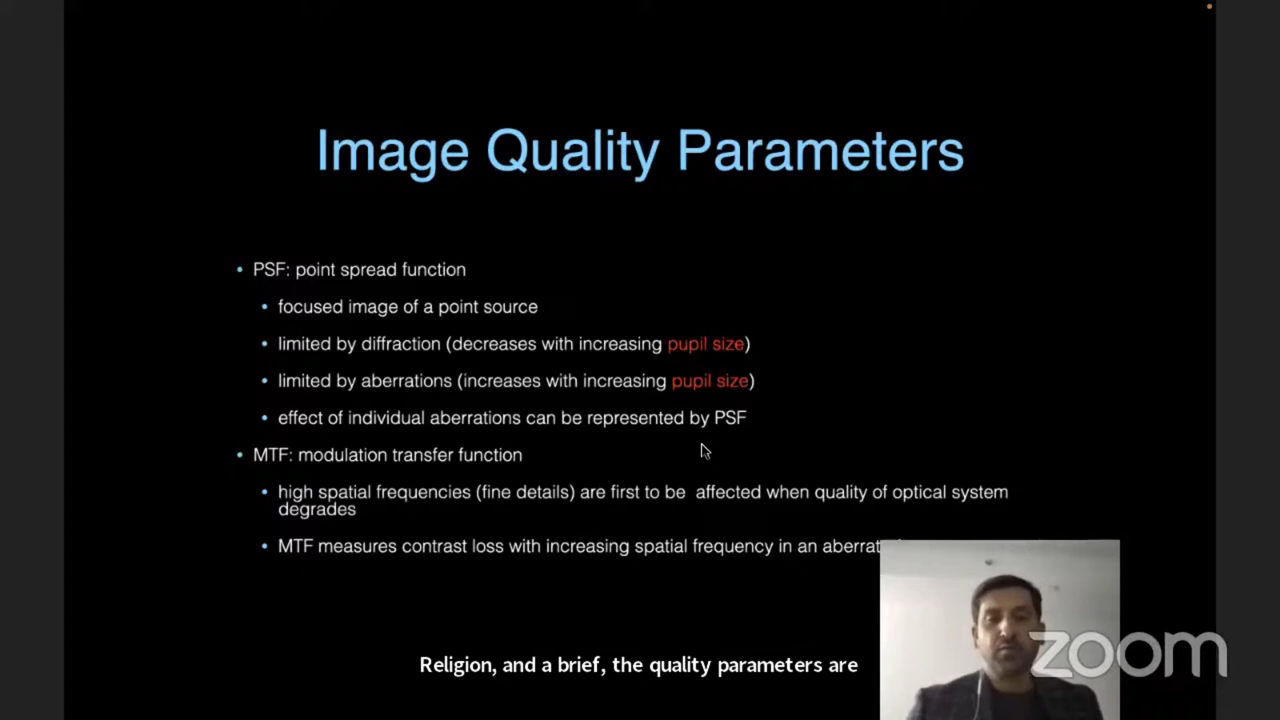 Image Quality Parameters
• PSF: point spread function
• focused image of a point source
• limited by diffraction (decreases with increasing pupil size)
• limited by aberrations (increases with increasing pupil size)
• effect of individual aberrations can be represented by PSF
• MTF: modulation transfer function
• high spatial frequencies (fine details) are first to be affected when quality of optical system
degrades
• MTF measures contrast loss with increasing spatial frequency in an
Religion, and a brief, the quality parameters are
zoom